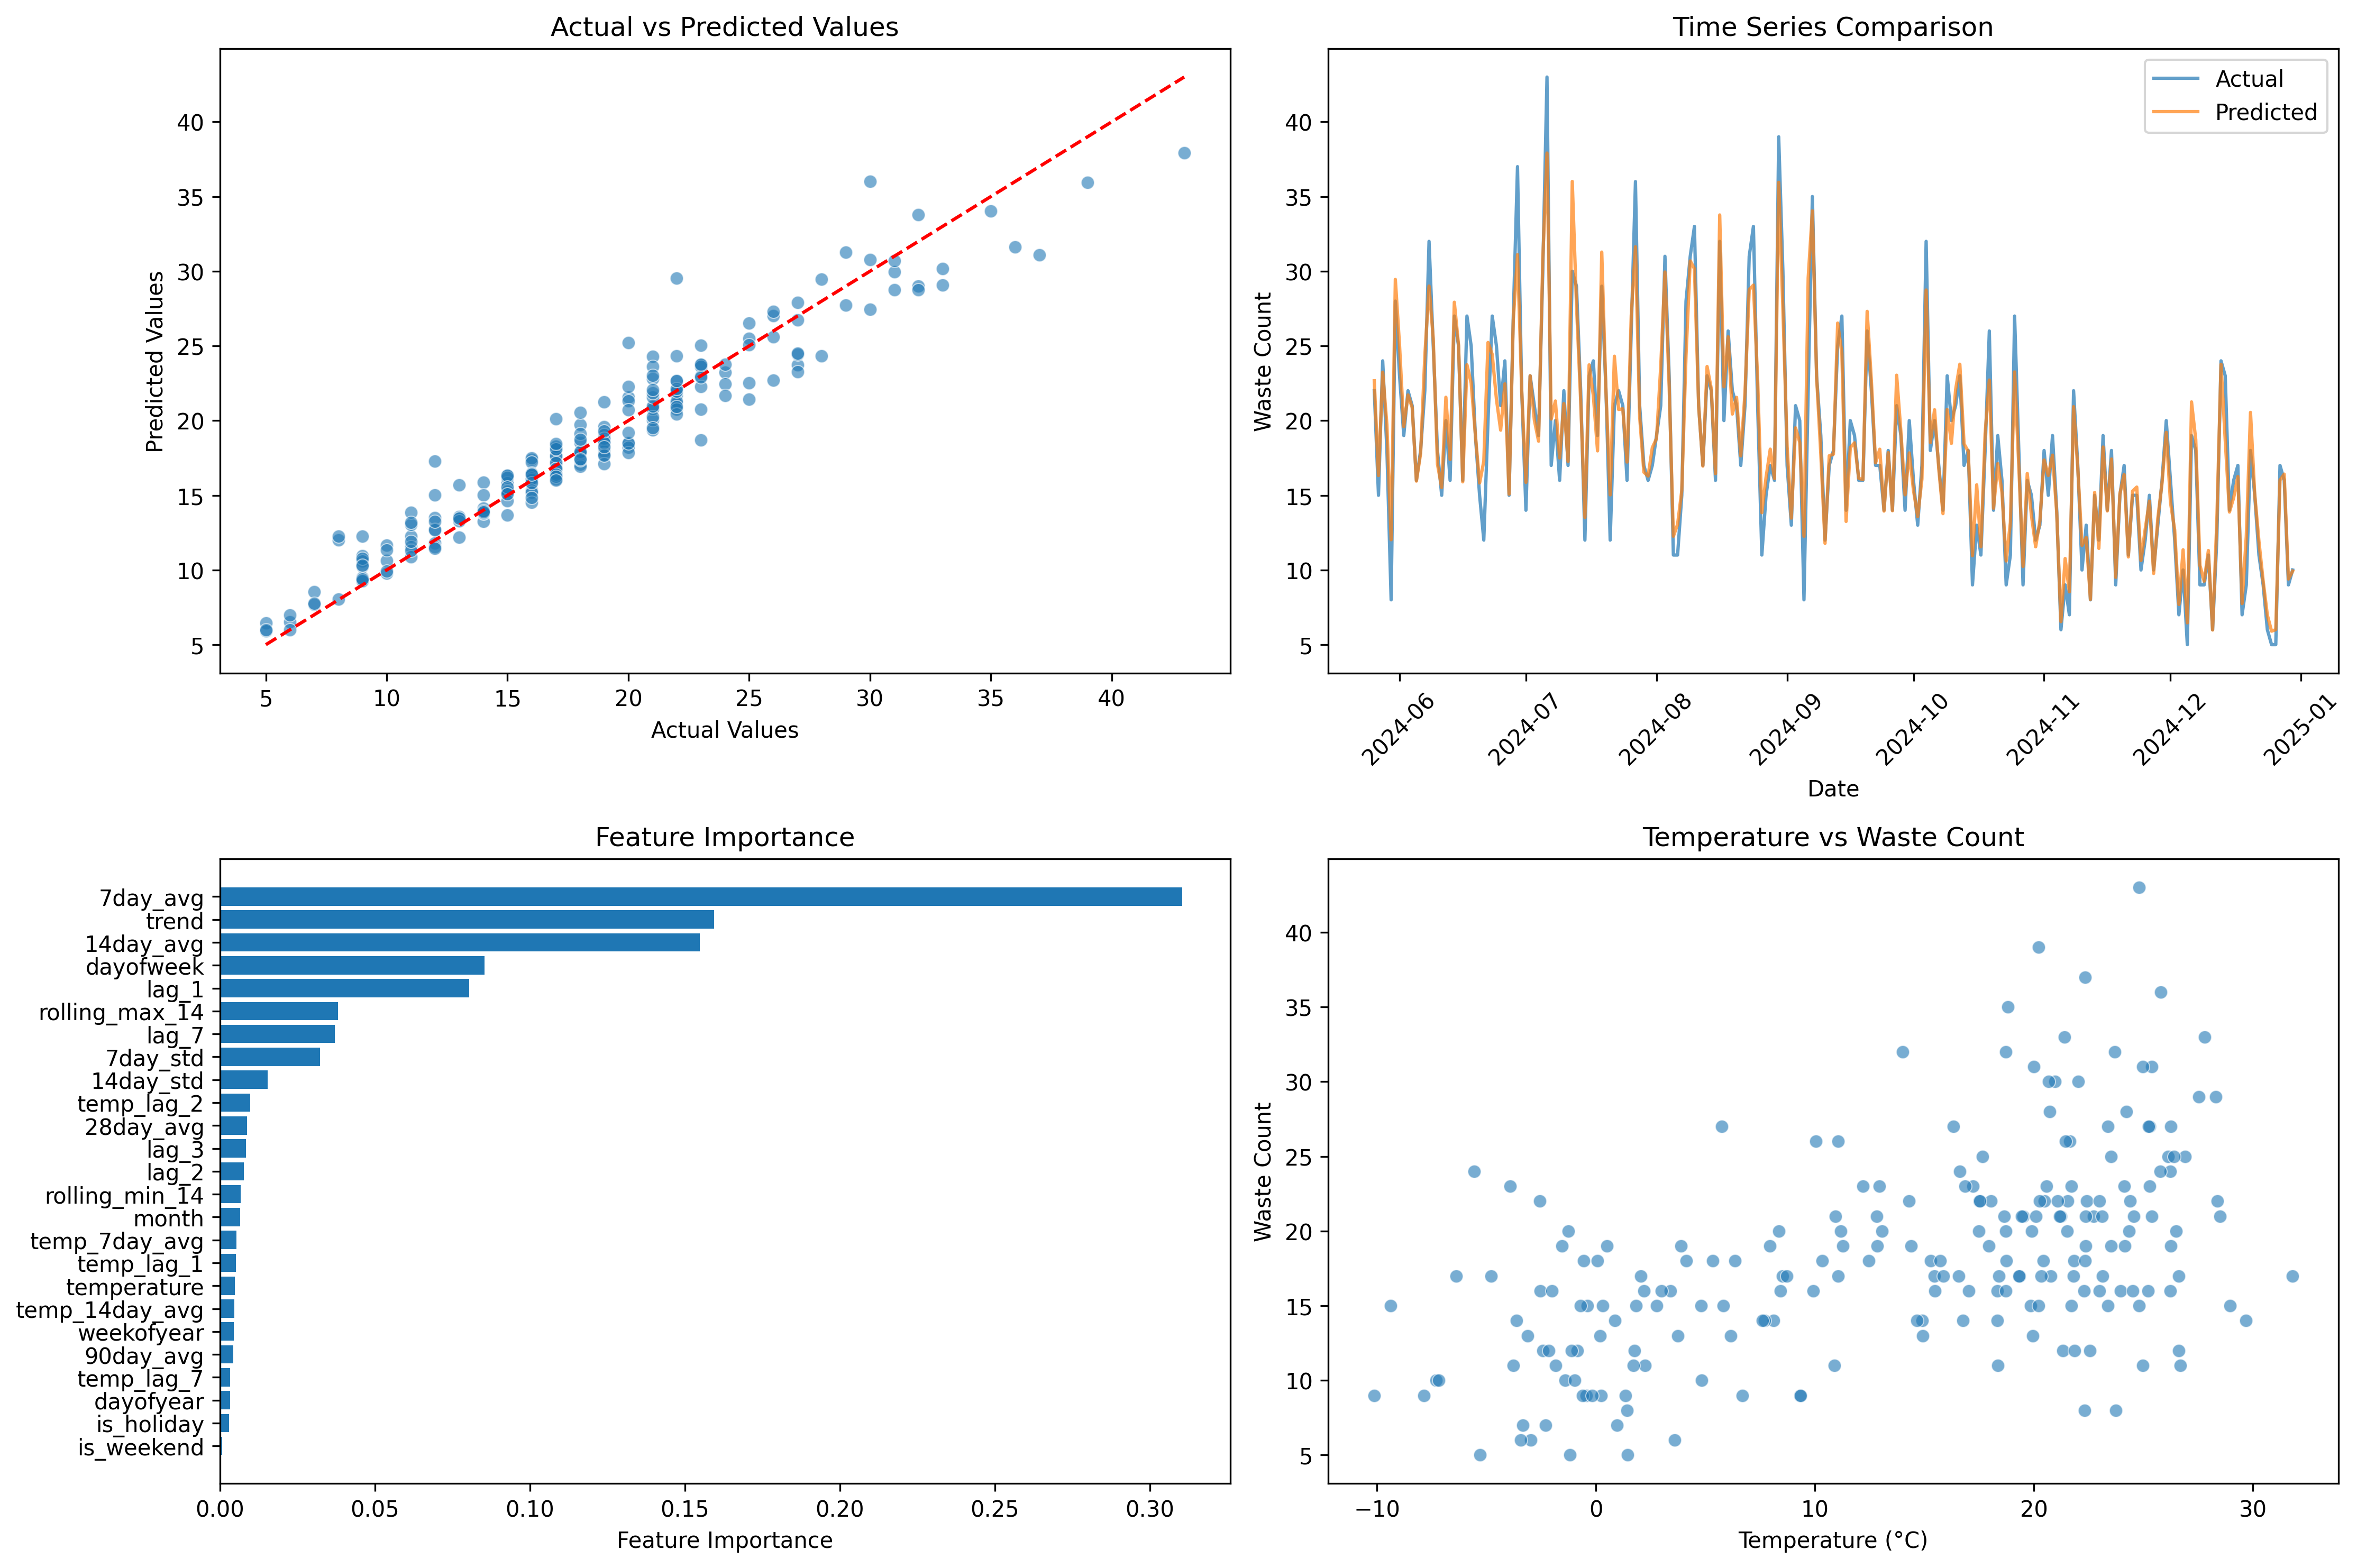 Actual vs Predicted Values
Predicted Values
40
35
30
25
20
15
10
5
5 10 15 20 25 30 35 40
Actual Values
Time Series Comparison
Actual
Predicted
Waste Count
40
35
30
25
20
15
10
5
2024-06 2024-07 2024-08 2024-09 2024-10 2024-11 2024-12 2025-01
Date
Feature Importance
7day_avg
trend
14day_avg
dayofweek
lag_1
rolling_max_14
lag_7
7day_std
14day_std
temp_lag_2
28day_avg
lag_3
lag_2
rolling_min_14
month
temp_7day_avg
temp_lag_1
temperature
temp_14day_avg
weekofyear
90day_avg
temp_lag_7
dayofyear
is_holiday
is_weekend
0.00 0.05 0.10 0.15 0.20 0.25 0.30
Feature Importance
Temperature vs Waste Count
Waste Count
40
35
30
25
20
15
10
5
−10 0 10 20 30
Temperature (°C)